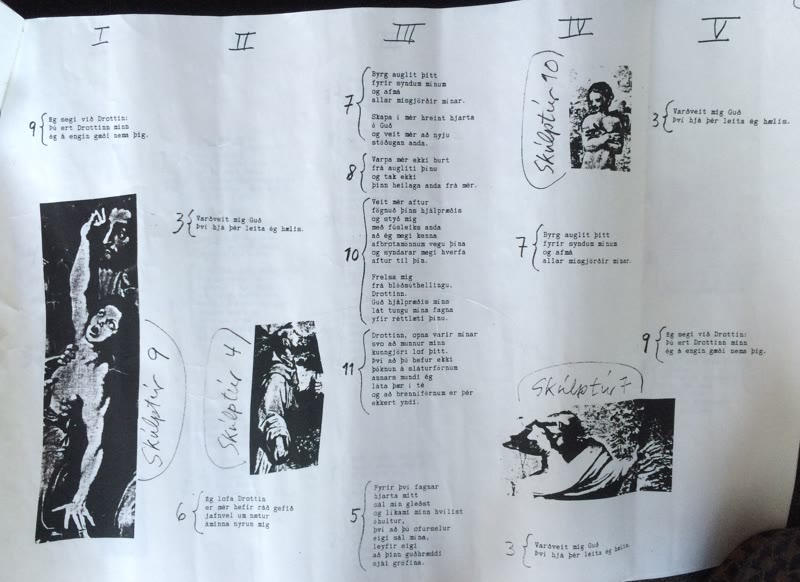 I
9
Ég segi við Drottin:
Þú ert Drottinn minn
ég á engin gæði nema þig.
Skúlptúr 9
II
3
Varðveit mig Guð
Því hjá þér leita ég hælis.
Skúlptúr 4
6
Ég lofa Drottin
er mér hefir ráð gefið
jafnvel um nætur
áminna nýrun mig
III
7
Byrg auglit þitt
fyrir syndum mínum
og afmá
allar misgjörðir mínar.
Skapa í mér hreint hjarta
ó Guð
og veit mér að nýju
stöðugan anda.
8
Varpa mér ekki burt
frá augliti þínu
og tak ekki
þinn heilaga anda frá mér.
10
Veit mér aftur
fögnuð þíns hjálpræðis
og styð mig
með fúsleiks anda
að ég megi kenna
afbrotamönnum vegu þína
og syndarar megi hverfa
aftur til þín.
Frelsa mig
frá blóðsúthellingu.
Drottinn.
Guð hjálpræðis míns
lát tungu mína fagna
yfir réttlæti þínu.
11
Drottinn, opna varir mínar
svo að munnur minn
kunngjöri lof þitt.
Því að þú hefur ekki
þóknun á sláturfórnum
annars mundi ég
láta þær í té
og að brennifórnum er þér
ekkert yndi.
5
Fyrir því fagnar
hjarta mitt
sál mín gleðst
og líkami minn hvílist
óhultur,
því að þú ofurselur
eigi sál mína,
leyfir eigi
að þinn guðhræddi
sjái gröfina.
IV
Skúlptúr 10
7
Byrg auglit þitt
fyrir syndum mínum
og afmá
allar misgjörðir mínar.
Skúlptúr 7
3
Varðveit mig Guð
Því hjá þér leita ég hælis.
V
3
Varðveit mig Guð
Því hjá þér leita ég hælis.
9
Ég segi við Drottin:
Þú ert Drottinn minn
ég á engin gæði nema þig.